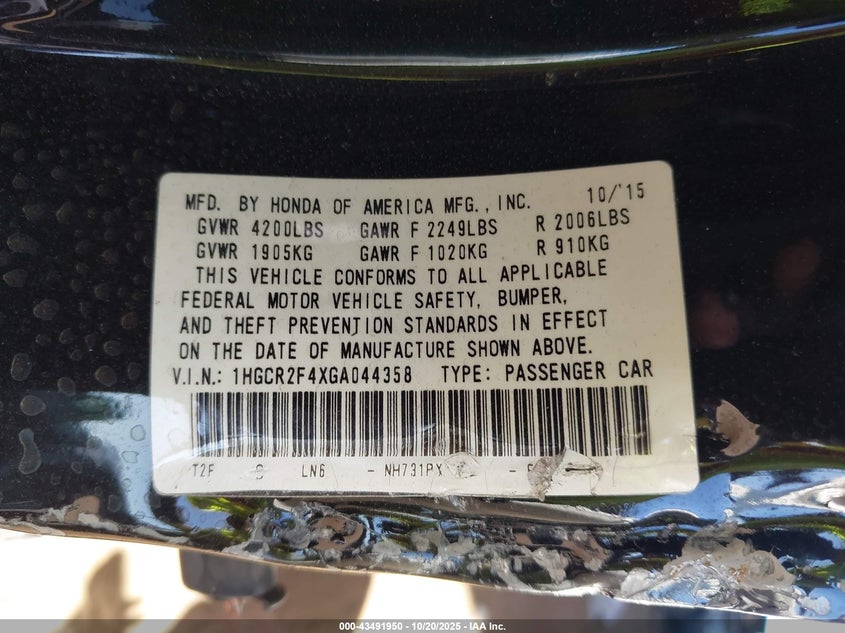 MFD. BY HONDA OF AMERICA MFG., INC. 10/'15
GVWR 4200LBS GAWR F 2249LBS R 2006LBS
GVWR 1905KG GAWR F 1020KG R 910KG
THIS VEHICLE CONFORMS TO ALL APPLICABLE
FEDERAL MOTOR VEHICLE SAFETY, BUMPER,
AND THEFT PREVENTION STANDARDS IN EFFECT
ON THE DATE OF MANUFACTURE SHOWN ABOVE.
V.I.N.: 1HGCR2F4XGA044358 TYPE: PASSENGER CAR
T2F LN6 - NH731PX -
000-43491950 - 10/20/2025 - IAA Inc.